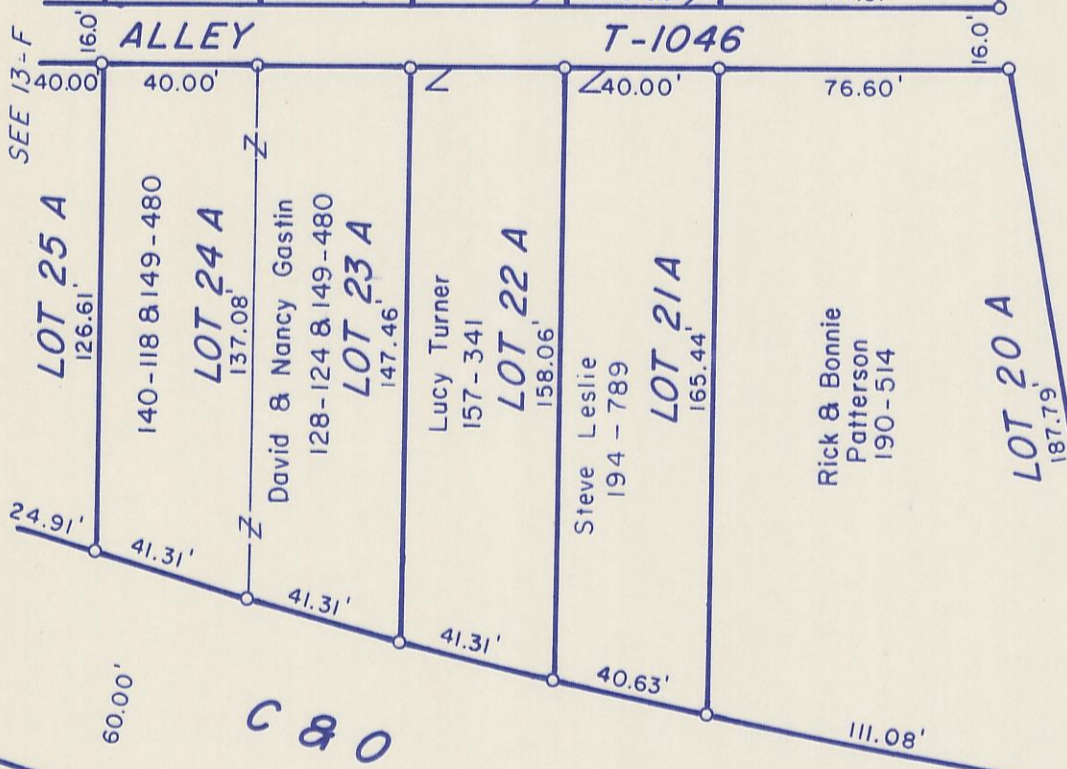 SEE 13-F
16.0'
ALLEY
T-1046
16.0'
40.00'
40.00'
40.00'
76.60'
LOT 25 A
126.61'
140-118 & 149-480
LOT 24 A
137.08'
Z
Z
David & Nancy Gastin
128-124 & 149-480
LOT 23 A
147.46'
Lucy Turner
157-341
LOT 22 A
158.06'
Steve Leslie
194-789
LOT 21 A
165.44'
Rick & Bonnie
Patterson
190-514
LOT 20 A
187.79'
24.91'
41.31'
41.31'
41.31'
40.63'
111.08'
60.00'
C & O